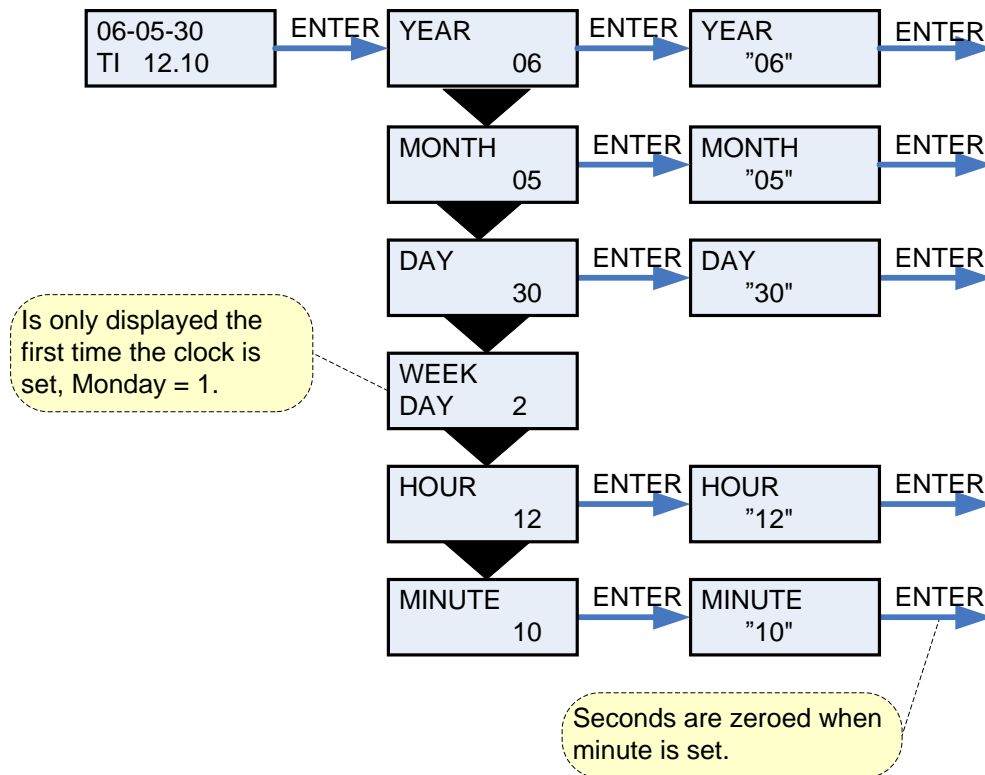 06-05-30
TI 12.10
ENTER
YEAR
06
ENTER
YEAR
”06"
ENTER
MONTH
05
ENTER
MONTH
”05"
ENTER
DAY
30
ENTER
DAY
”30"
ENTER
Is only displayed the
first time the clock is
set, Monday = 1.
WEEK
DAY 2
HOUR
12
ENTER
HOUR
”12"
ENTER
MINUTE
10
ENTER
MINUTE
”10"
ENTER
Seconds are zeroed when
minute is set.